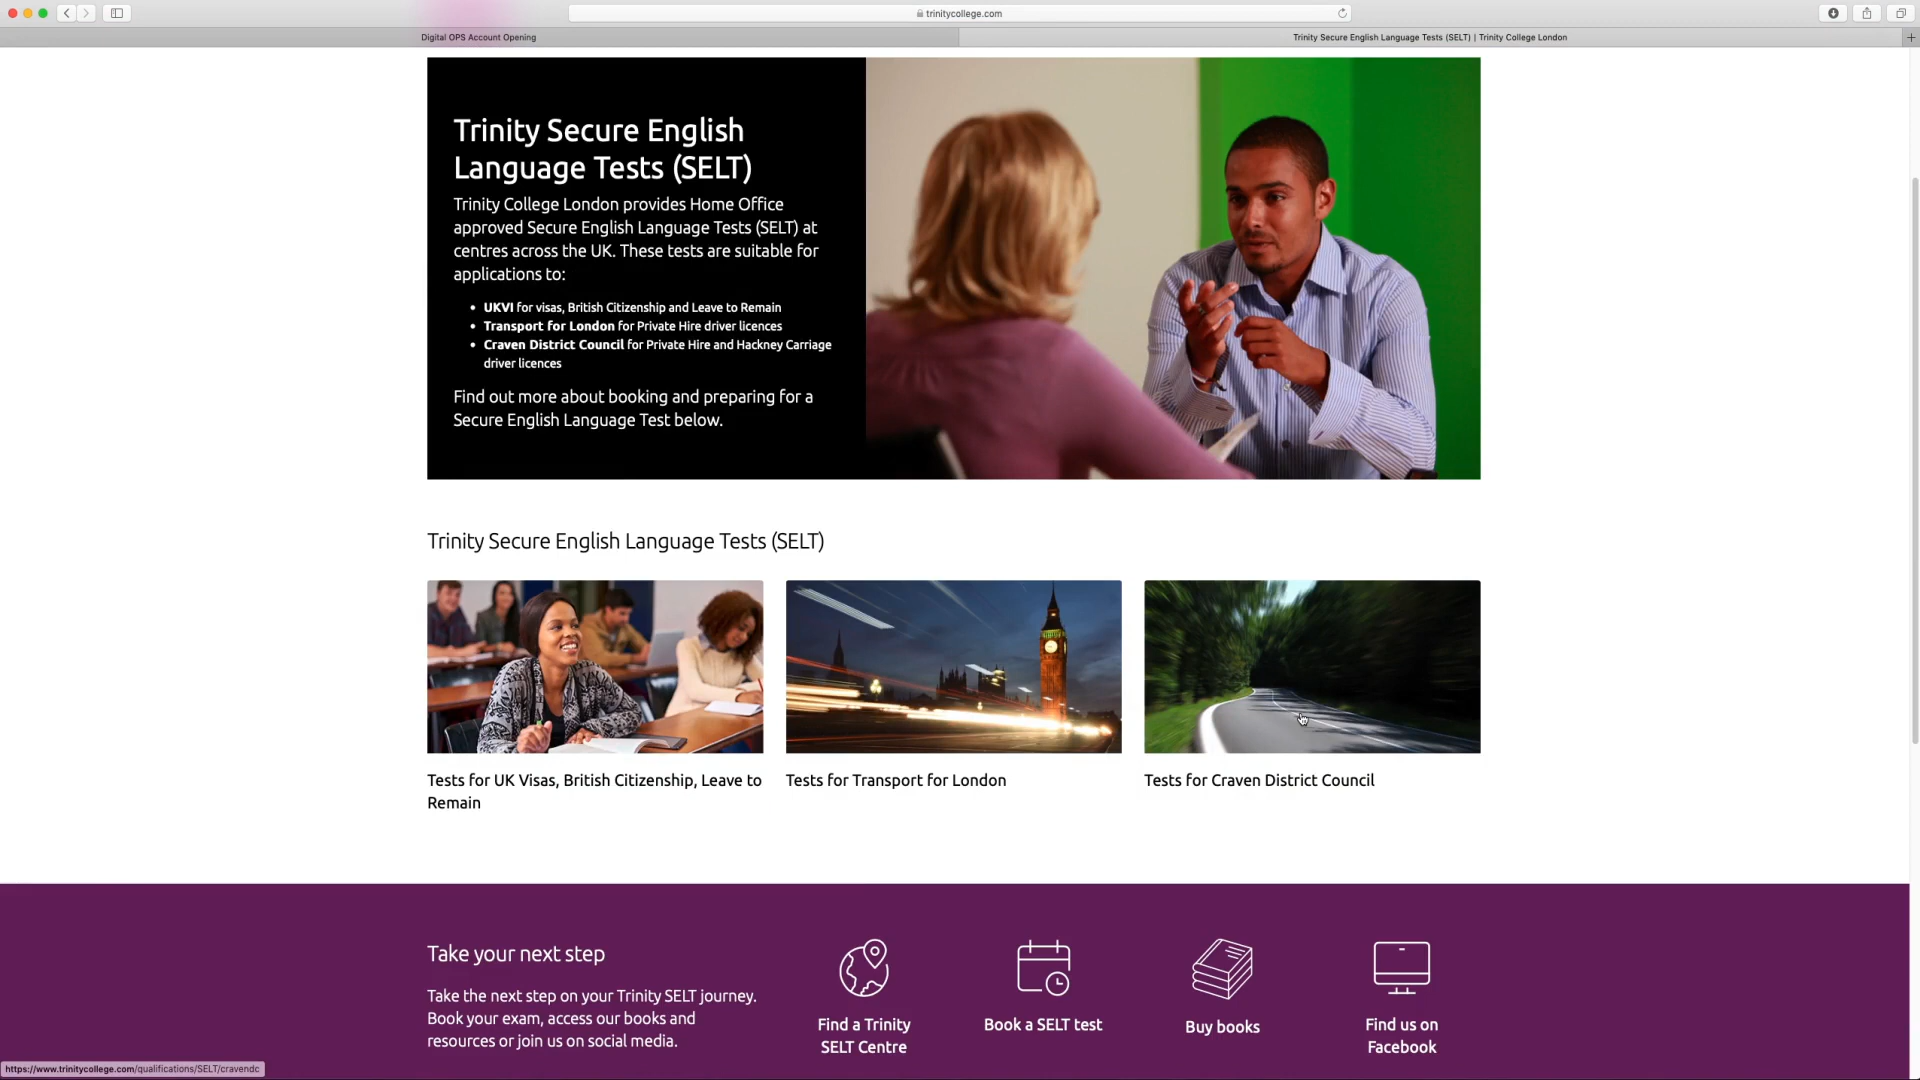 trinitycollege.com
Digital OPS Account Opening
Trinity Secure English Language Tests (SELT) | Trinity College London
Trinity Secure English
Language Tests (SELT)
Trinity College London provides Home Office
approved Secure English Language Tests (SELT) at
centres across the UK. These tests are suitable for
applications to:
• UKVI for visas, British Citizenship and Leave to Remain
• Transport for London for Private Hire driver licences
• Craven District Council for Private Hire and Hackney Carriage
driver licences
Find out more about booking and preparing for a
Secure English Language Test below.
Trinity Secure English Language Tests (SELT)
Tests for UK Visas, British Citizenship, Leave to
Remain
Tests for Transport for London
Tests for Craven District Council
Take your next step
Take the next step on your Trinity SELT journey.
Book your exam, access our books and
resources or join us on social media.
Find a Trinity
SELT Centre
Book a SELT test
Buy books
Find us on
Facebook
https://www.trinitycollege.com/qualifications/SELT/cravendc